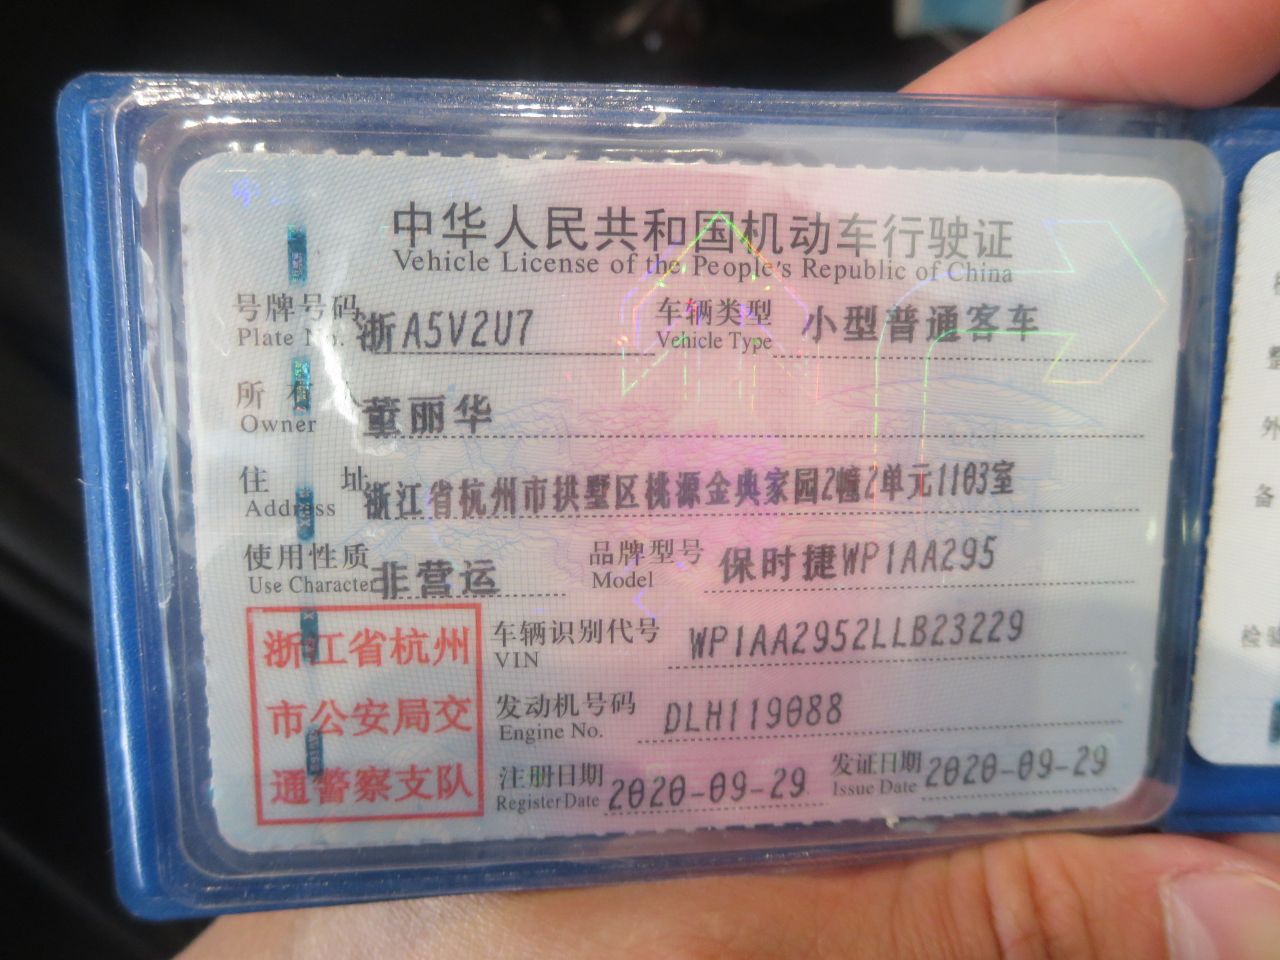 中华人民共和国机动车行驶证
Vehicle License of the People's Republic of China
号牌号码 浙A5V2U7 车辆类型 小型普通客车
Plate No. Vehicle Type
所有人 董丽华
Owner
住址 浙江省杭州市拱墅区桃源金典家园2幢2单元1103室
Address
使用性质 非营运 品牌型号 保时捷WP1AA295
Use Character Model
浙江省杭州
市公安局交
通警察支队
车辆识别代号 WP1AA2952LLB23229
VIN
发动机号码 DLH119088
Engine No.
注册日期 2020-09-29 发证日期 2020-09-29
Register Date Issue Date
外
备
检验